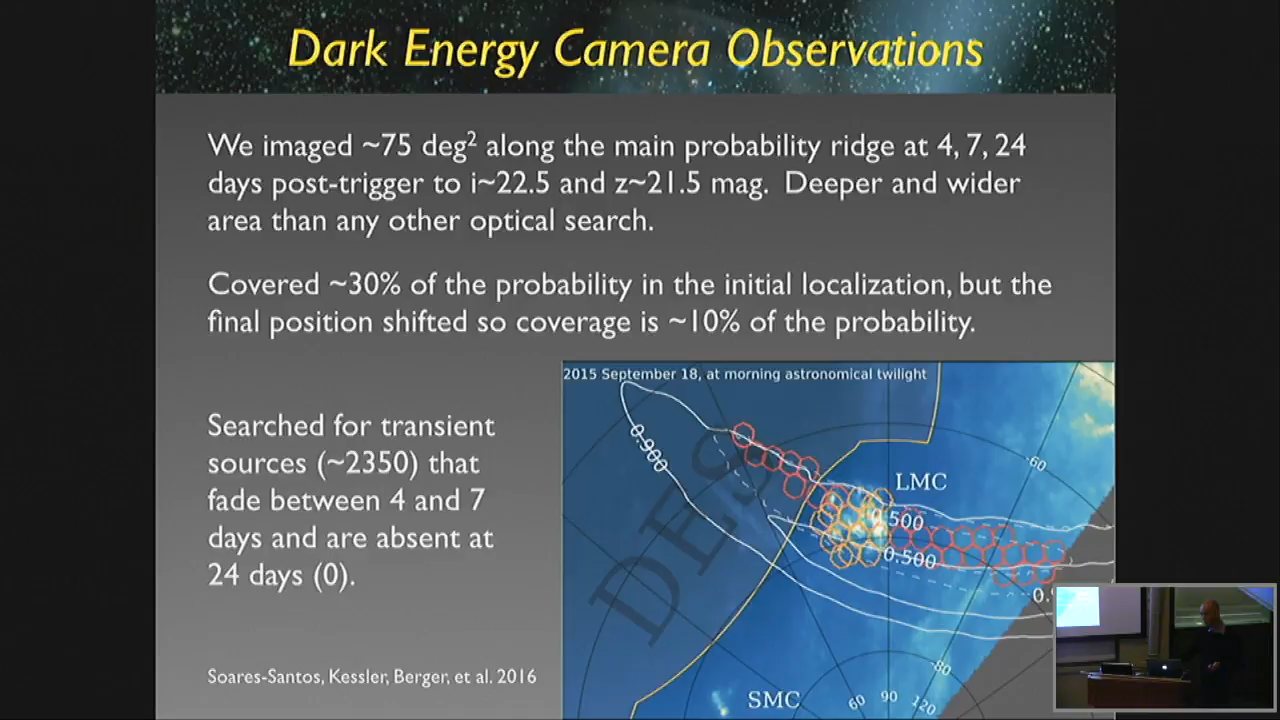 Dark Energy Camera Observations
We imaged ~75 deg² along the main probability ridge at 4, 7, 24
days post-trigger to i~22.5 and z~21.5 mag. Deeper and wider
area than any other optical search.
Covered ~30% of the probability in the initial localization, but the
final position shifted so coverage is ~10% of the probability.
Searched for transient
sources (~2350) that
fade between 4 and 7
days and are absent at
24 days (0).
Soares-Santos, Kessler, Berger, et al. 2016
2015 September 18, at morning astronomical twilight
0.900
DES
-60
LMC
0.500
0.500
-80
SMC
60 90 120